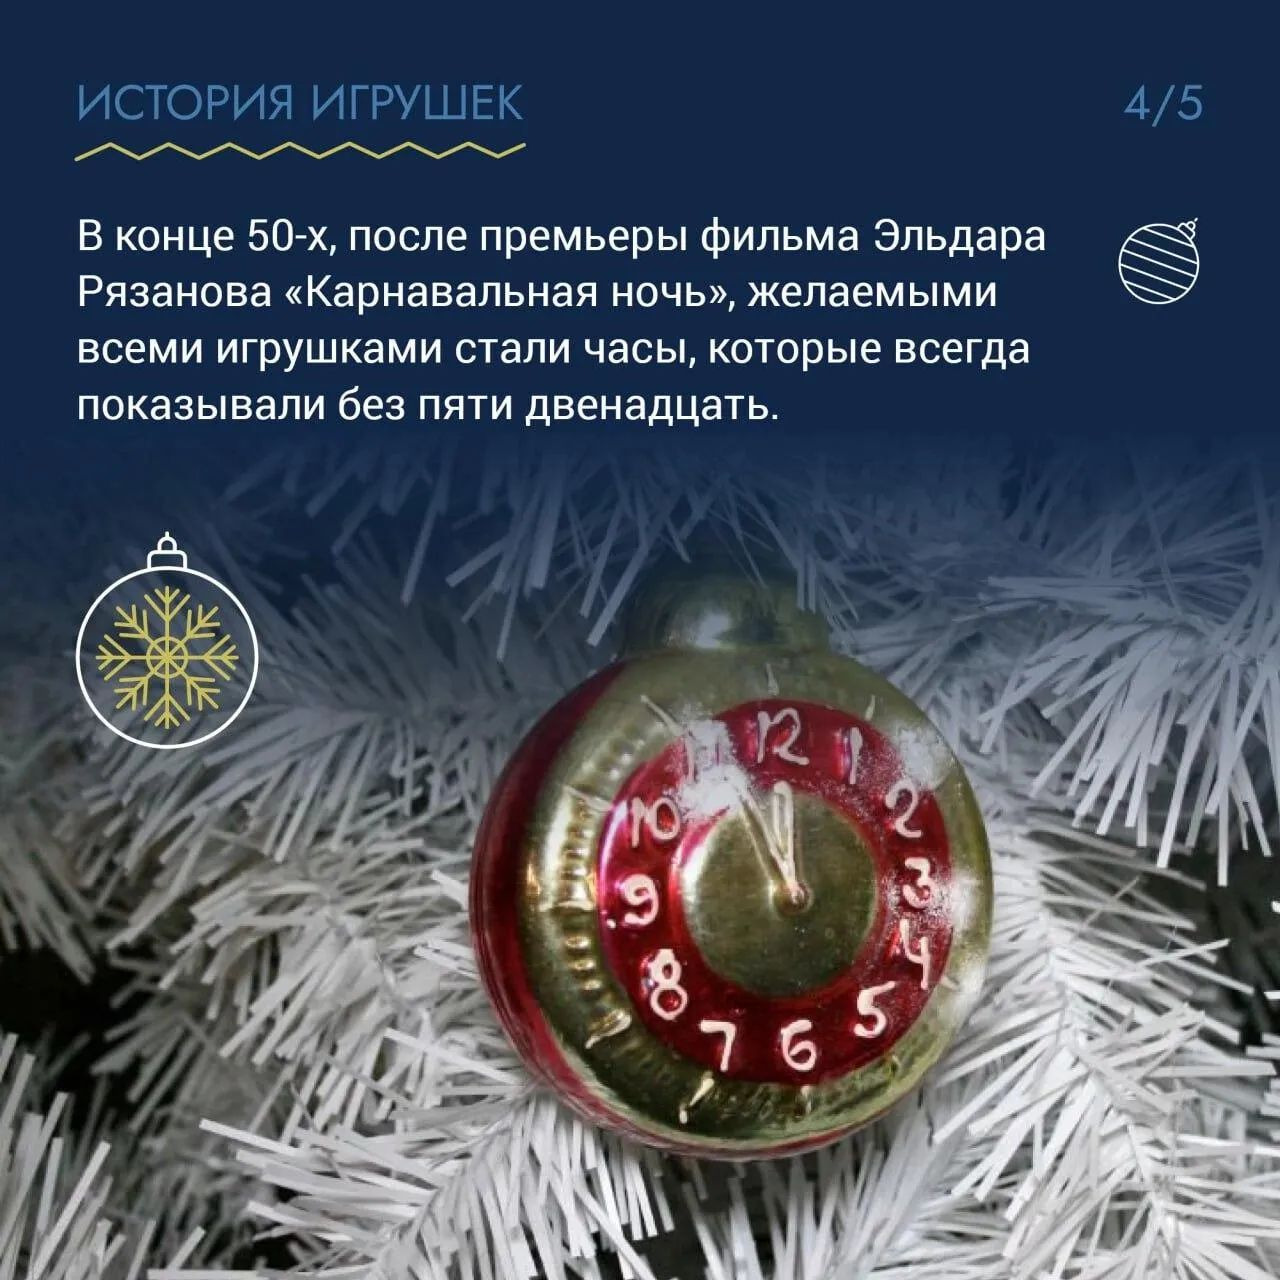 ИСТОРИЯ ИГРУШЕК
4/5
В конце 50-х, после премьеры фильма Эльдара
Рязанова «Карнавальная ночь», желаемыми
всеми игрушками стали часы, которые всегда
показывали без пяти двенадцать.
12
1
2
3
4
5
6
7
8
9
10
11